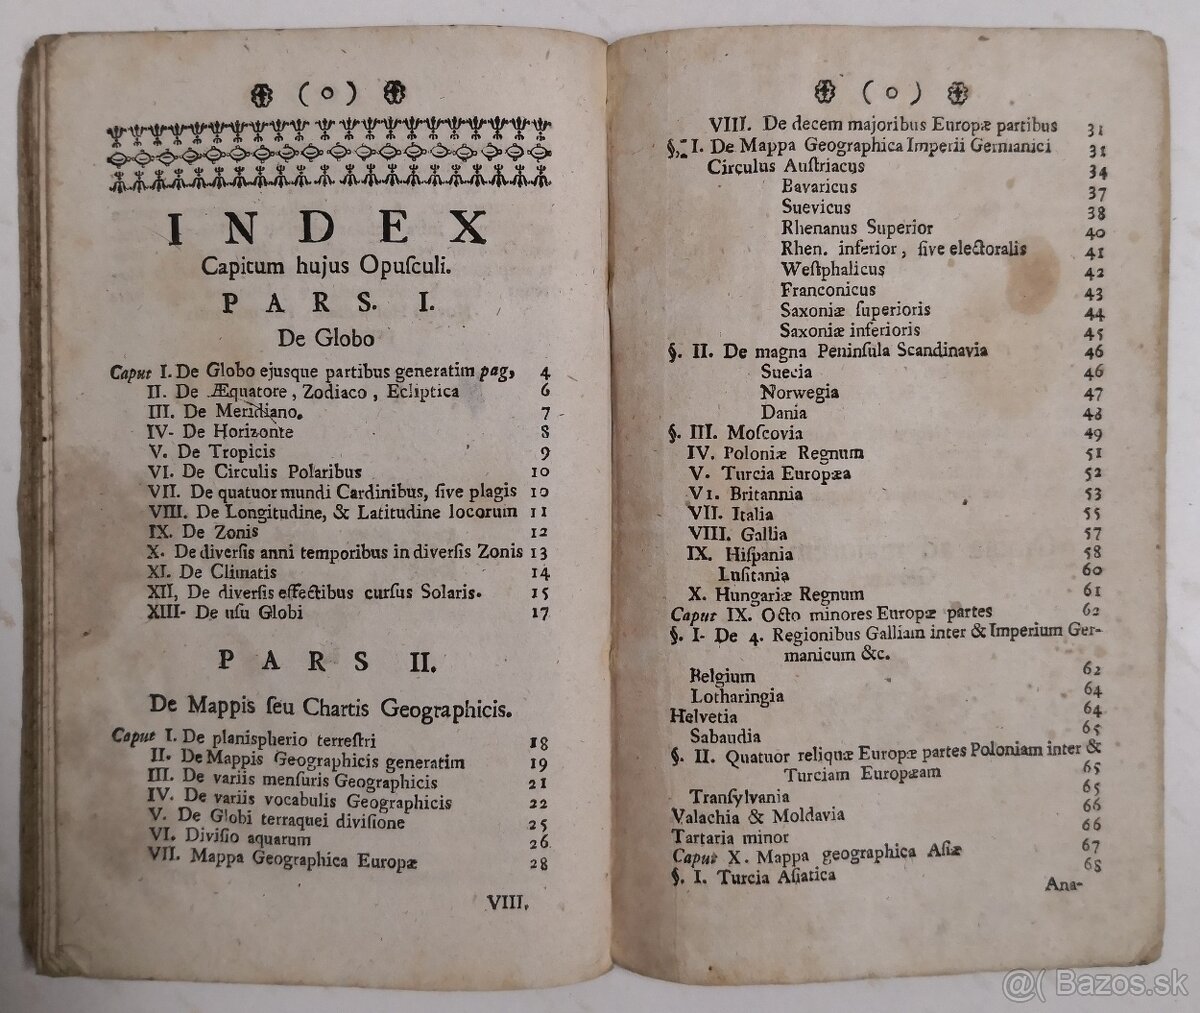 ( o )
INDEX
Capitum hujus Opuſculi.
PARS. I.
De Globo
Caput I. De Globo ejusque partibus generatim pag, 4
II. De Æquatore, Zodiaco, Ecliptica 6
III. De Meridiano. 7
IV- De Horizonte 8
V. De Tropicis 9
VI. De Circulis Polaribus 10
VII. De quatuor mundi Cardinibus, ſive plagis 10
VIII. De Longitudine, & Latitudine locorum 11
IX. De Zonis 12
X. De diverſis anni temporibus in diverſis Zonis 13
XI. De Climatis 14
XII, De diverſis effectibus curſus Solaris. 15
XIII- De uſu Globi 17
PARS II.
De Mappis ſeu Chartis Geographicis.
Caput I. De planispherio terreſtri 18
II. De Mappis Geographicis generatim 19
III. De variis menſuris Geographicis 21
IV. De variis vocabulis Geographicis 22
V. De Globi terraquei diviſione 25
VI. Diviſio aquarum 26
VII. Mappa Geographica Europæ 28
VIII.
( o )
VIII. De decem majoribus Europæ partibus 31
§. I. De Mappa Geographica Imperii Germanici 31
Circulus Auſtriacus 34
Bavaricus 37
Suevicus 38
Rhenanus Superior 40
Rhen. inferior, ſive electoralis 41
Weſtphalicus 42
Franconicus 43
Saxoniæ ſuperioris 44
Saxoniæ inferioris 45
§. II. De magna Peninſula Scandinavia 46
Suecia 46
Norwegia 47
Dania 48
§. III. Moſcovia 49
IV. Poloniæ Regnum 51
V. Turcia Europæa 52
VI. Britannia 53
VII. Italia 55
VIII. Gallia 57
IX. Hiſpania 58
Luſitania 60
X. Hungariæ Regnum 61
Caput IX. Octo minores Europæ partes 62
§. I- De 4. Regionibus Galliam inter & Imperium Ger-
manicum &c.
Belgium 62
Lotharingia 64
Helvetia 64
Sabaudia 65
§. II. Quatuor reliquæ Europæ partes Poloniam inter &
Turciam Europæam 65
Tranſylvania 65
Valachia & Moldavia 66
Tartaria minor 66
Caput X. Mappa geographica Aſiæ 67
§. I. Turcia Aſiatica 68
Ana-
@( Bazos.sk